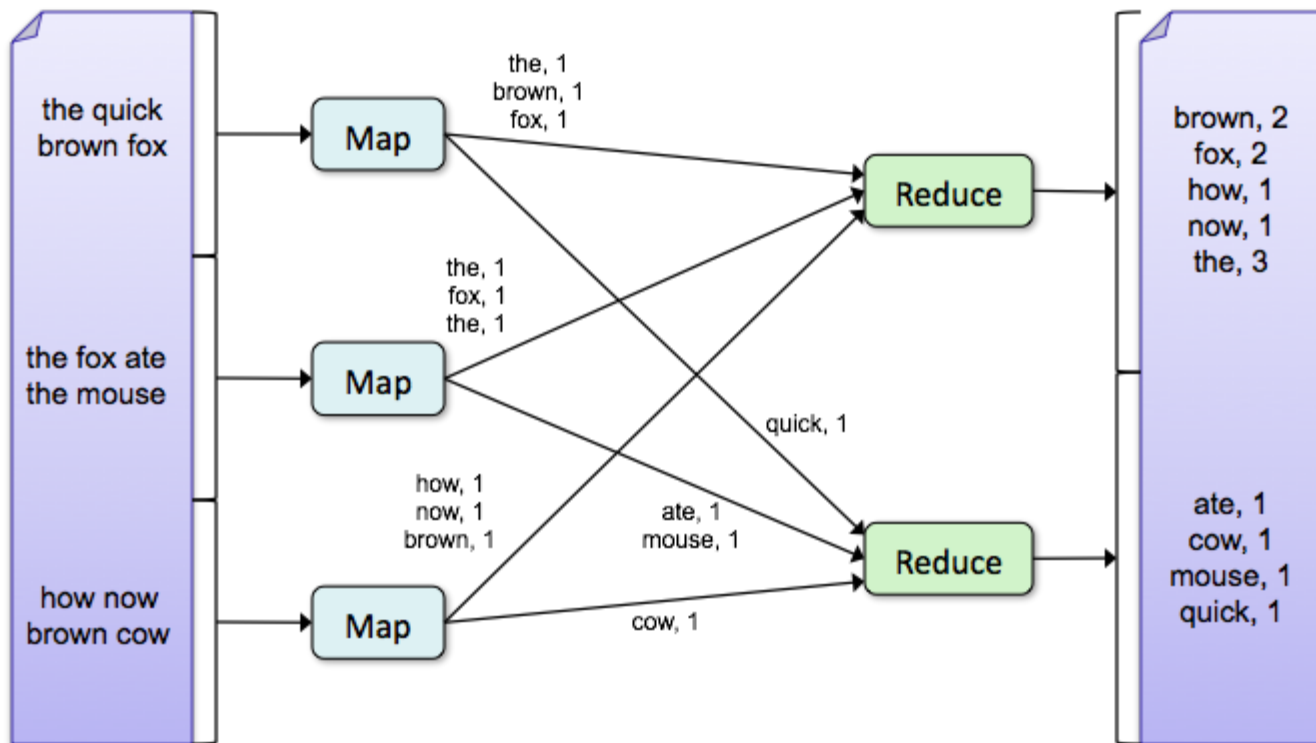 the quick
brown fox
the fox ate
the mouse
how now
brown cow
Map
Map
Map
the, 1
brown, 1
fox, 1
the, 1
fox, 1
the, 1
how, 1
now, 1
brown, 1
quick, 1
ate, 1
mouse, 1
cow, 1
Reduce
Reduce
brown, 2
fox, 2
how, 1
now, 1
the, 3
ate, 1
cow, 1
mouse, 1
quick, 1